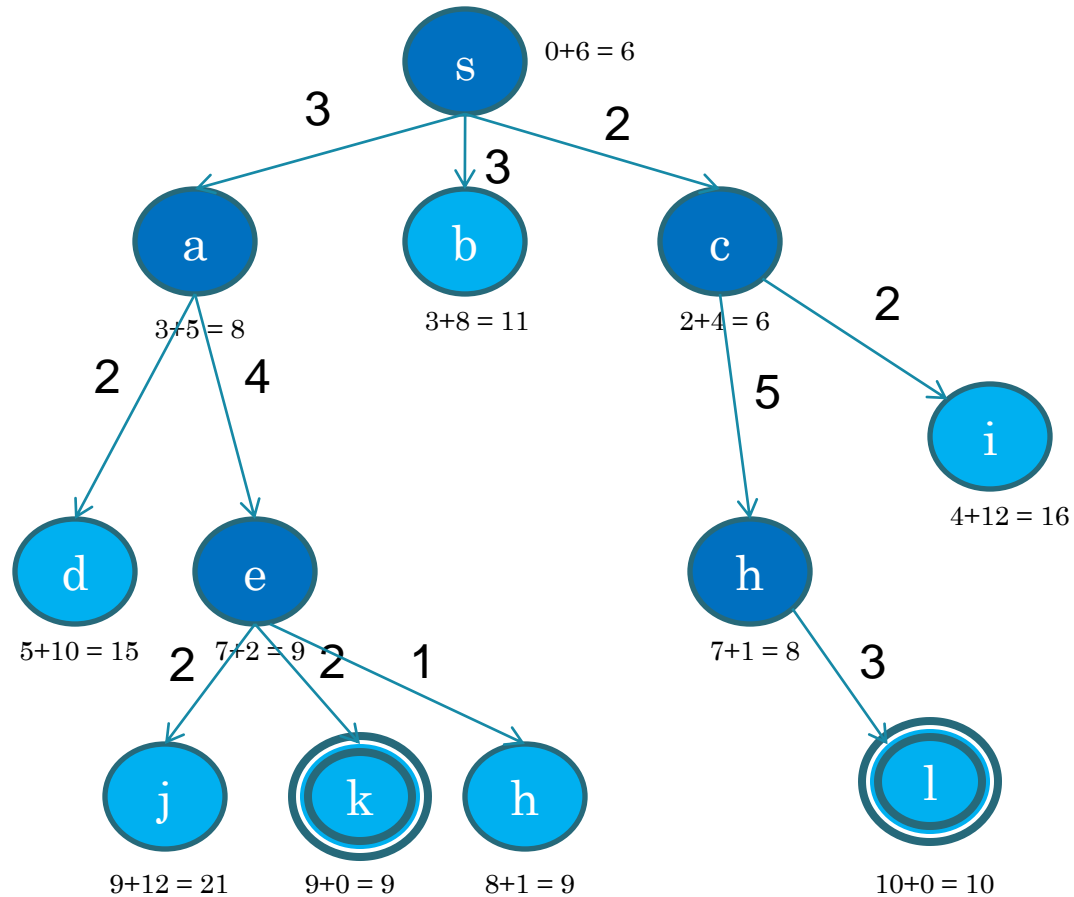 s
0+6 = 6
3
3
2
a
b
c
3+5 = 8
3+8 = 11
2+4 = 6
2
4
5
2
i
4+12 = 16
d
e
h
5+10 = 15
7+2 = 9
7+1 = 8
2
2
1
3
j
k
h
l
9+12 = 21
9+0 = 9
8+1 = 9
10+0 = 10